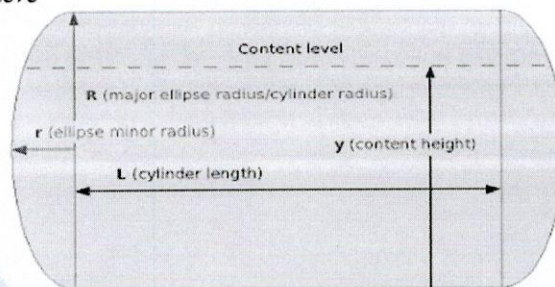 Content level
R (major ellipse radius/cylinder radius)
r (ellipse minor radius)
y (content height)
L (cylinder length)